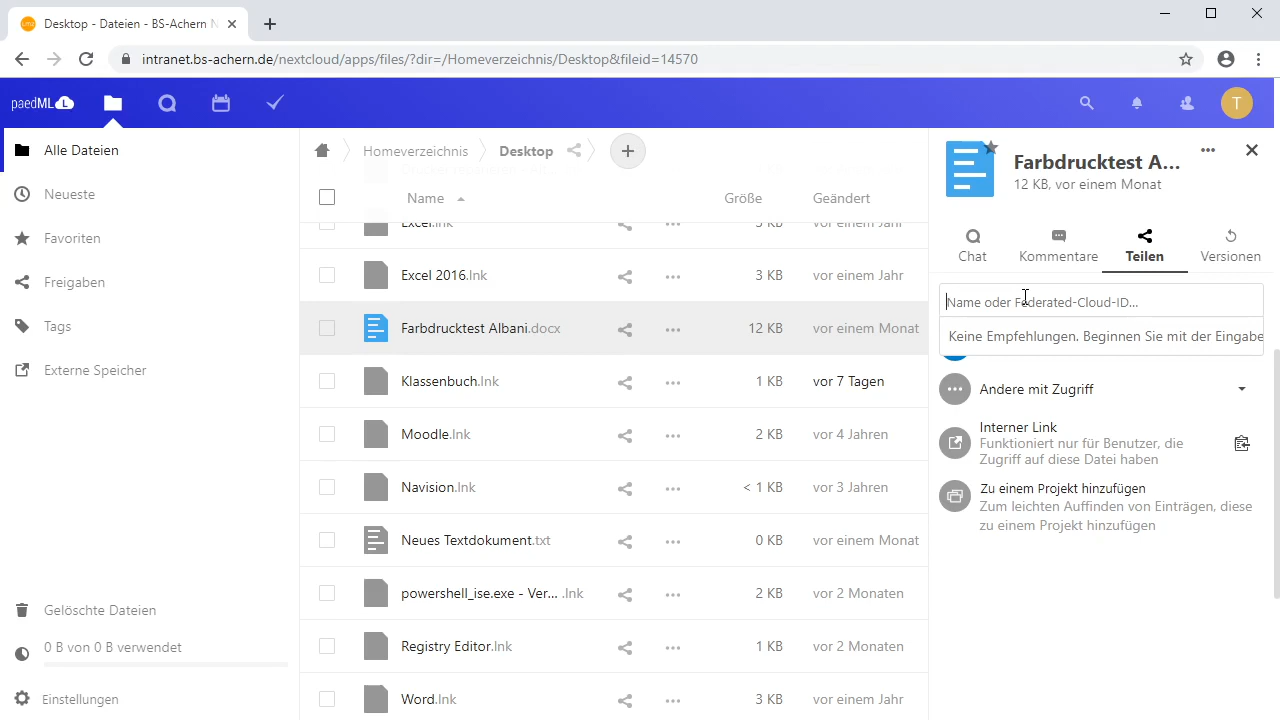 Desktop - Dateien - BS-Achern N
intranet.bs-achern.de/nextcloud/apps/files/?dir=/Homeverzeichnis/Desktop&fileid=14570
paedML L
T
Alle Dateien
Neueste
Favoriten
Freigaben
Tags
Externe Speicher
Gelöschte Dateien
0 B von 0 B verwendet
Einstellungen
Homeverzeichnis Desktop
Name Größe Geändert
Excel.lnk 3 KB vor einem Jahr
Excel 2016.lnk 3 KB vor einem Jahr
Farbdrucktest Albani.docx 12 KB vor einem Monat
Klassenbuch.lnk 1 KB vor 7 Tagen
Moodle.lnk 2 KB vor 4 Jahren
Navision.lnk < 1 KB vor 3 Jahren
Neues Textdokument.txt 0 KB vor einem Monat
powershell_ise.exe - Ver... .lnk 2 KB vor 2 Monaten
Registry Editor.lnk 1 KB vor 2 Monaten
Word.lnk 3 KB vor einem Jahr
Farbdrucktest A...
12 KB, vor einem Monat
Chat Kommentare Teilen Versionen
Name oder Federated-Cloud-ID...
Keine Empfehlungen. Beginnen Sie mit der Eingabe
Andere mit Zugriff
Interner Link
Funktioniert nur für Benutzer, die
Zugriff auf diese Datei haben
Zu einem Projekt hinzufügen
Zum leichten Auffinden von Einträgen, diese
zu einem Projekt hinzufügen